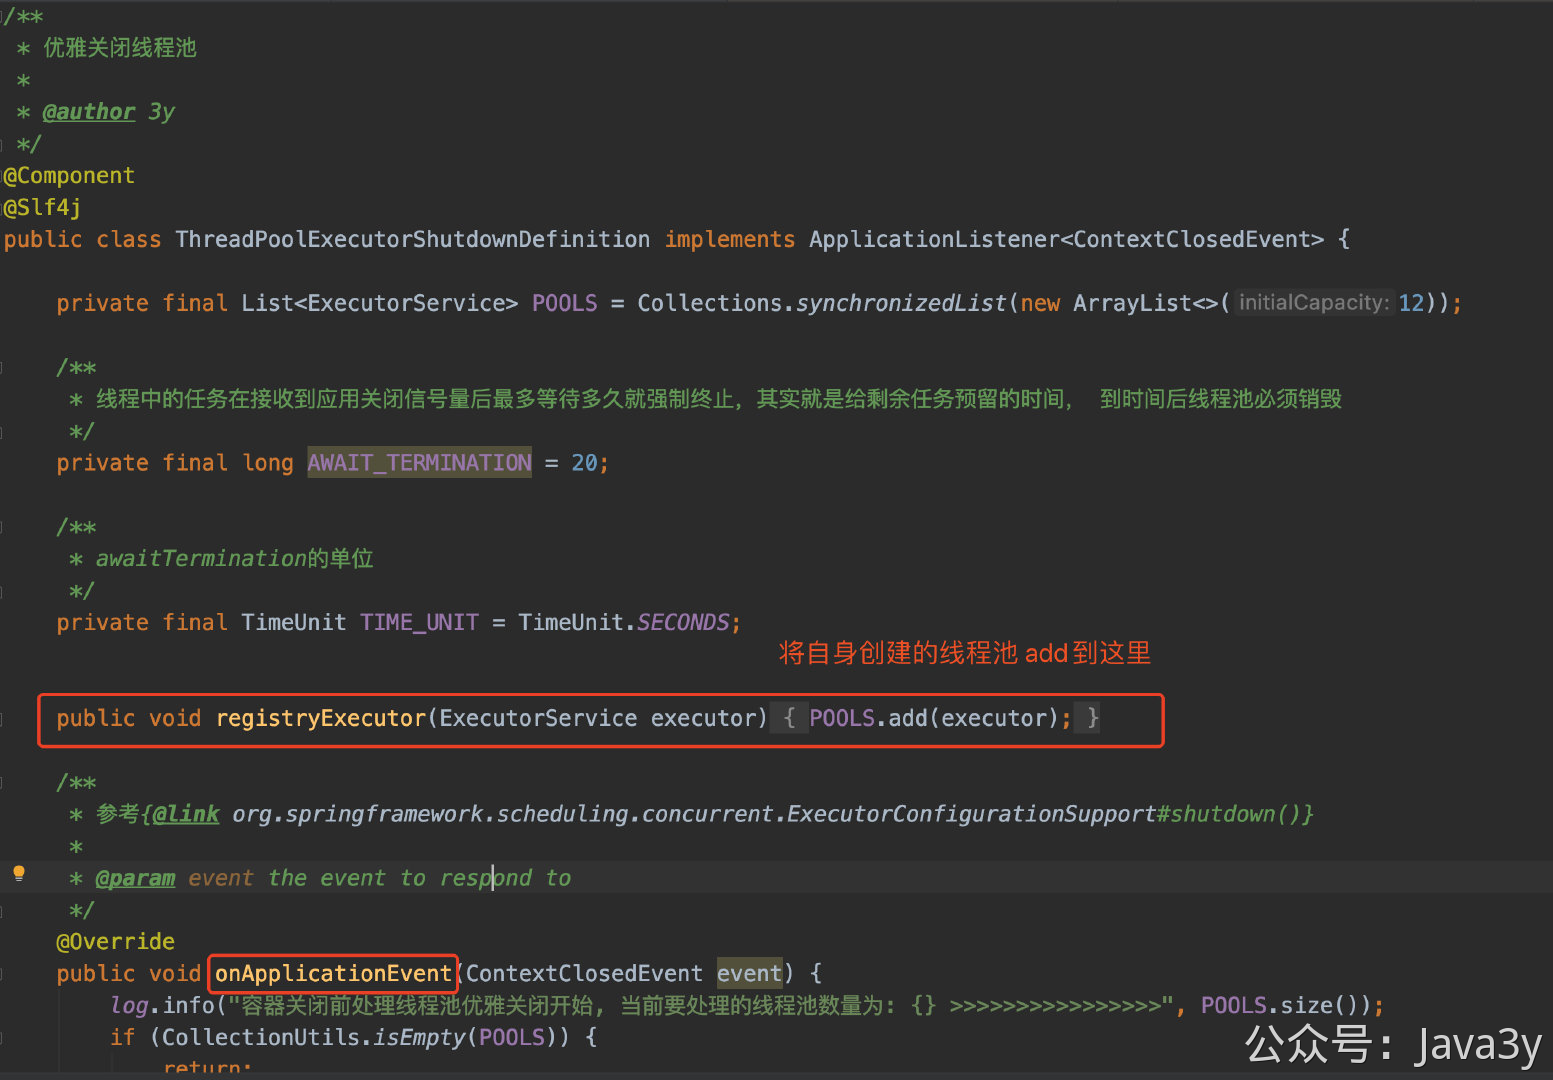 /**
* 优雅关闭线程池
*
* @author 3y
*/
@Component
@Slf4j
public class ThreadPoolExecutorShutdownDefinition implements ApplicationListener<ContextClosedEvent> {
private final List<ExecutorService> POOLS = Collections.synchronizedList(new ArrayList<>( initialCapacity: 12));
/**
* 线程中的任务在接收到应用关闭信号量后最多等待多久就强制终止，其实就是给剩余任务预留的时间， 到时间后线程池必须销毁
*/
private final long AWAIT_TERMINATION = 20;
/**
* awaitTermination的单位
*/
private final TimeUnit TIME_UNIT = TimeUnit.SECONDS;
将自身创建的线程池 add 到这里
public void registryExecutor(ExecutorService executor) { POOLS.add(executor); }
/**
* 参考{@link org.springframework.scheduling.concurrent.ExecutorConfigurationSupport#shutdown()}
*
* @param event the event to respond to
*/
@Override
public void onApplicationEvent(ContextClosedEvent event) {
log.info("容器关闭前处理线程池优雅关闭开始, 当前要处理的线程池数量为: {} >>>>>>>>>>>>>>>>", POOLS.size());
if (CollectionUtils.isEmpty(POOLS)) {
return;
公众号：Java3y